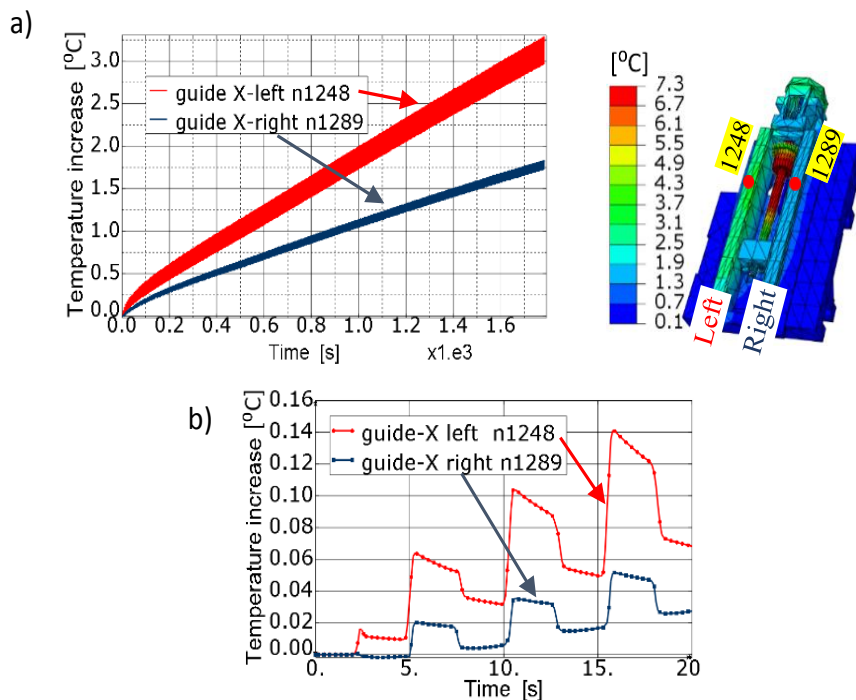 a)
Temperature increase [⁰C]
3.0
2.5
2.0
1.5
1.0
0.5
0.0
guide X-left n1248
guide X-right n1289
0.0 0.2 0.4 0.6 0.8 1.0 1.2 1.4 1.6
Time [s] x1.e3
[⁰C]
7.3
6.7
6.1
5.5
4.9
4.3
3.7
3.1
2.5
1.9
1.3
0.7
0.1
1248
1289
Left
Right
b)
Temperature increase [⁰C]
0.16
0.14
0.12
0.10
0.08
0.06
0.04
0.02
0.00
guide-X left n1248
guide-X right n1289
0. 5. 10. 15. 20
Time [s]